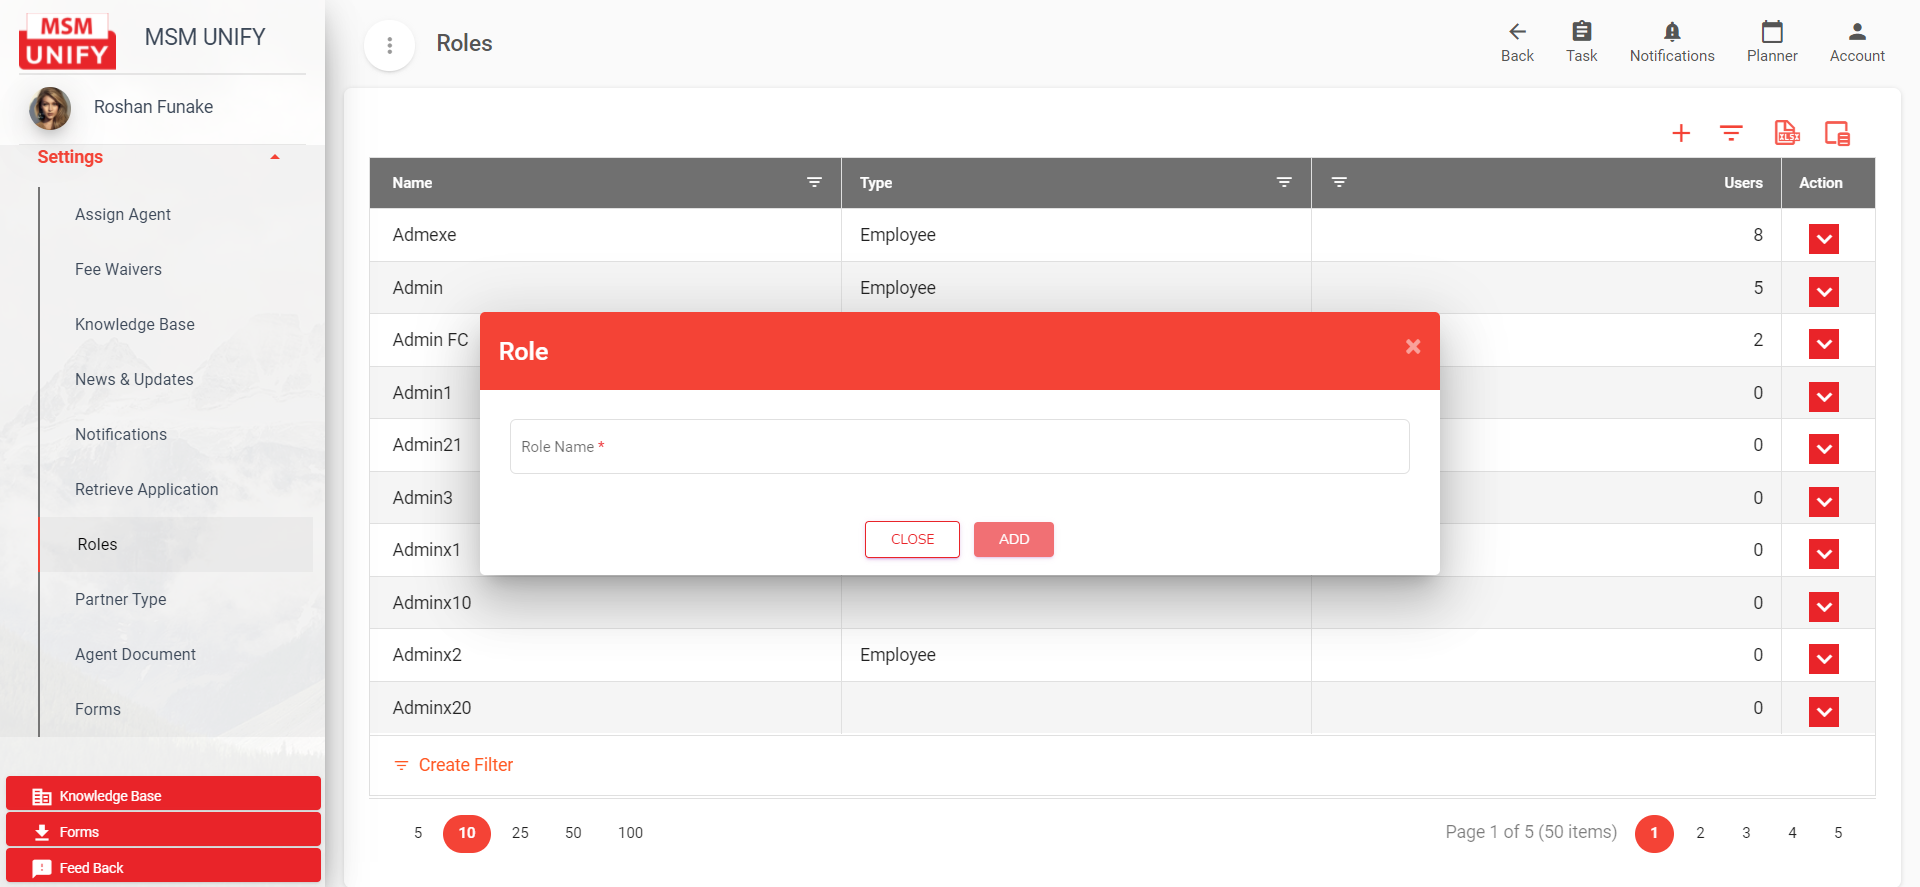 MSM
UNIFY
MSM UNIFY
Roshan Funake
Settings
Assign Agent
Fee Waivers
Knowledge Base
News & Updates
Notifications
Retrieve Application
Roles
Partner Type
Agent Document
Forms
Knowledge Base
Forms
Feed Back
Roles
Back
Task
Notifications
Planner
Account
Name Type Users Action
Admexe Employee 8
Admin Employee 5
Admin FC 2
Admin1 0
Admin21 0
Admin3 0
Adminx1 0
Adminx10 0
Adminx2 Employee 0
Adminx20 0
Role ×
Role Name *
CLOSE ADD
Create Filter
5 10 25 50 100 Page 1 of 5 (50 items) 1 2 3 4 5